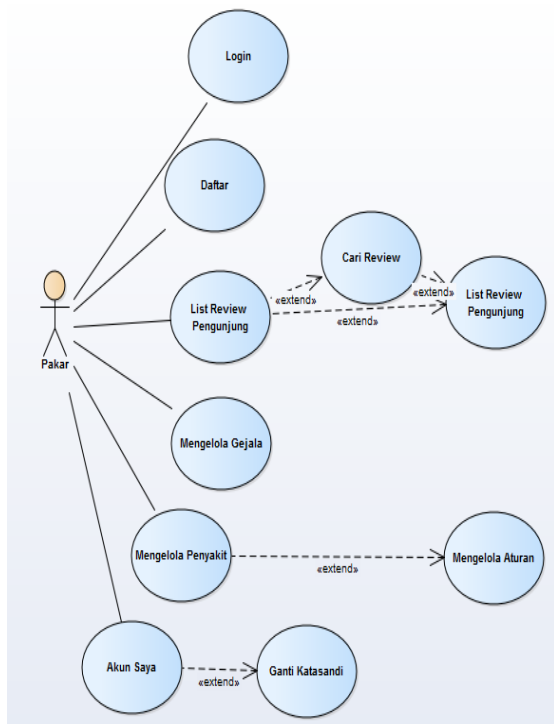 Login
Daftar
Cari Review
«extend»
«extend»
List Review
Pengunjung
List Review
Pengunjung
«extend»
Pakar
Mengelola Gejala
Mengelola Penyakit
Mengelola Aturan
«extend»
Akun Saya
Ganti Katasandi
«extend»